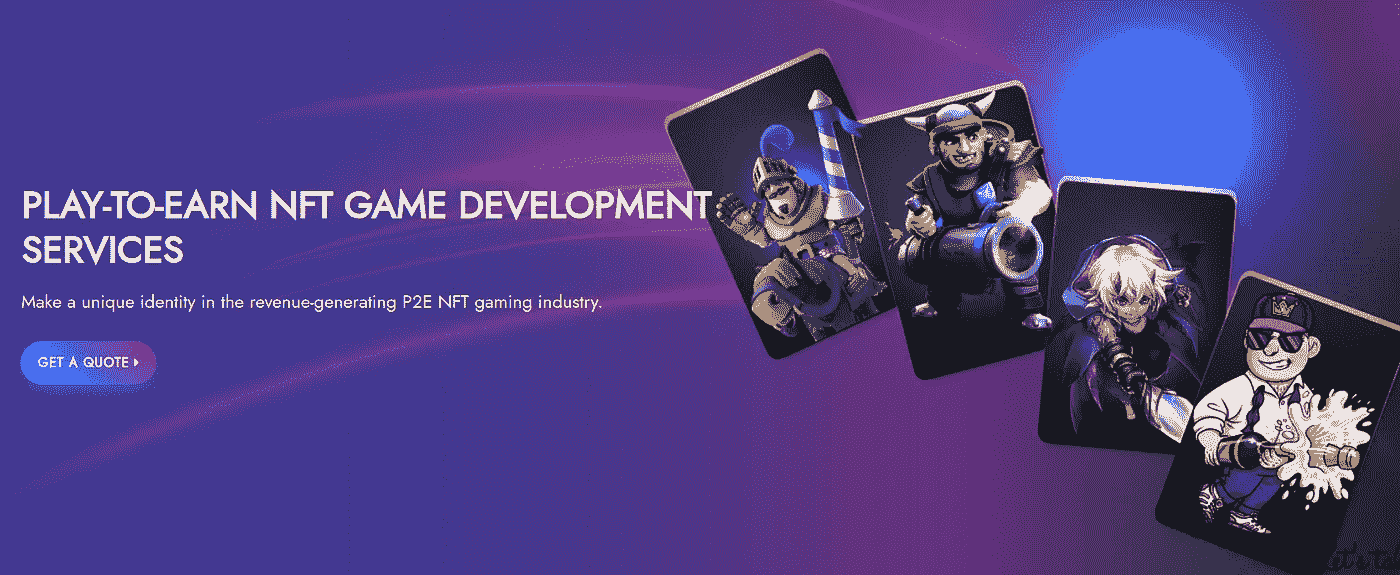 PLAY-TO-EARN NFT GAME DEVELOPMENT
SERVICES
Make a unique identity in the revenue-generating P2E NFT gaming industry.
GET A QUOTE